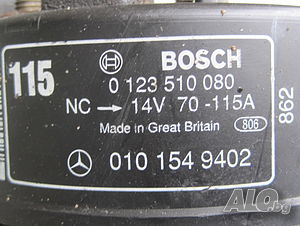 115
BOSCH
0 123 510 080
NC → 14V 70 -115A
Made in Great Britain 806
862
010 154 9402
ALO.bg